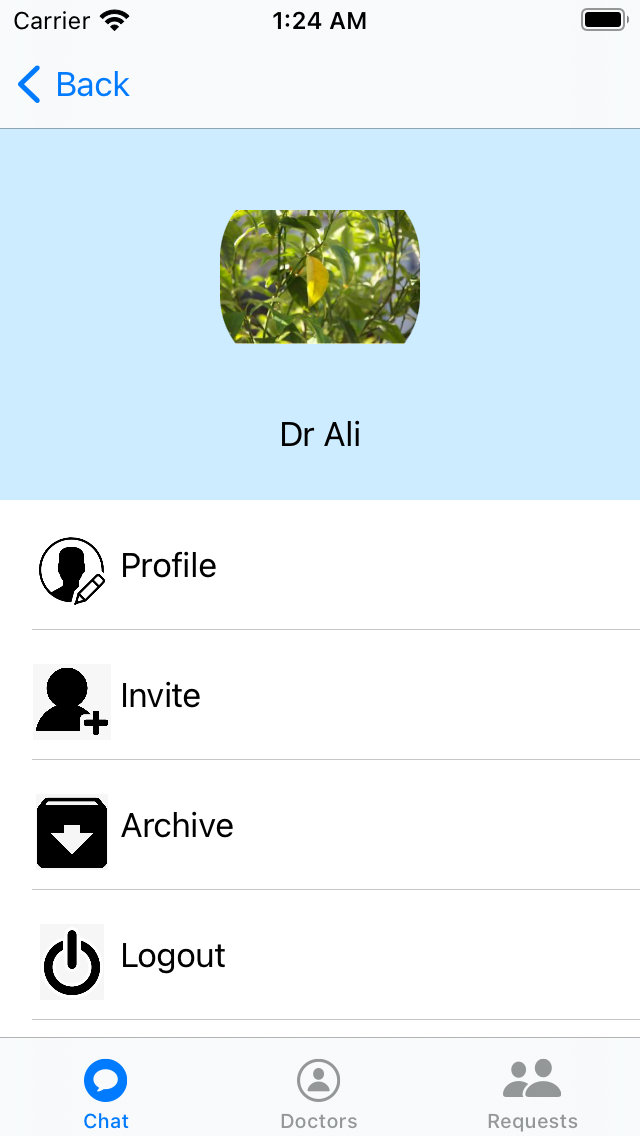 Carrier 1:24 AM
Back
Dr Ali
Profile
Invite
Archive
Logout
Chat Doctors Requests